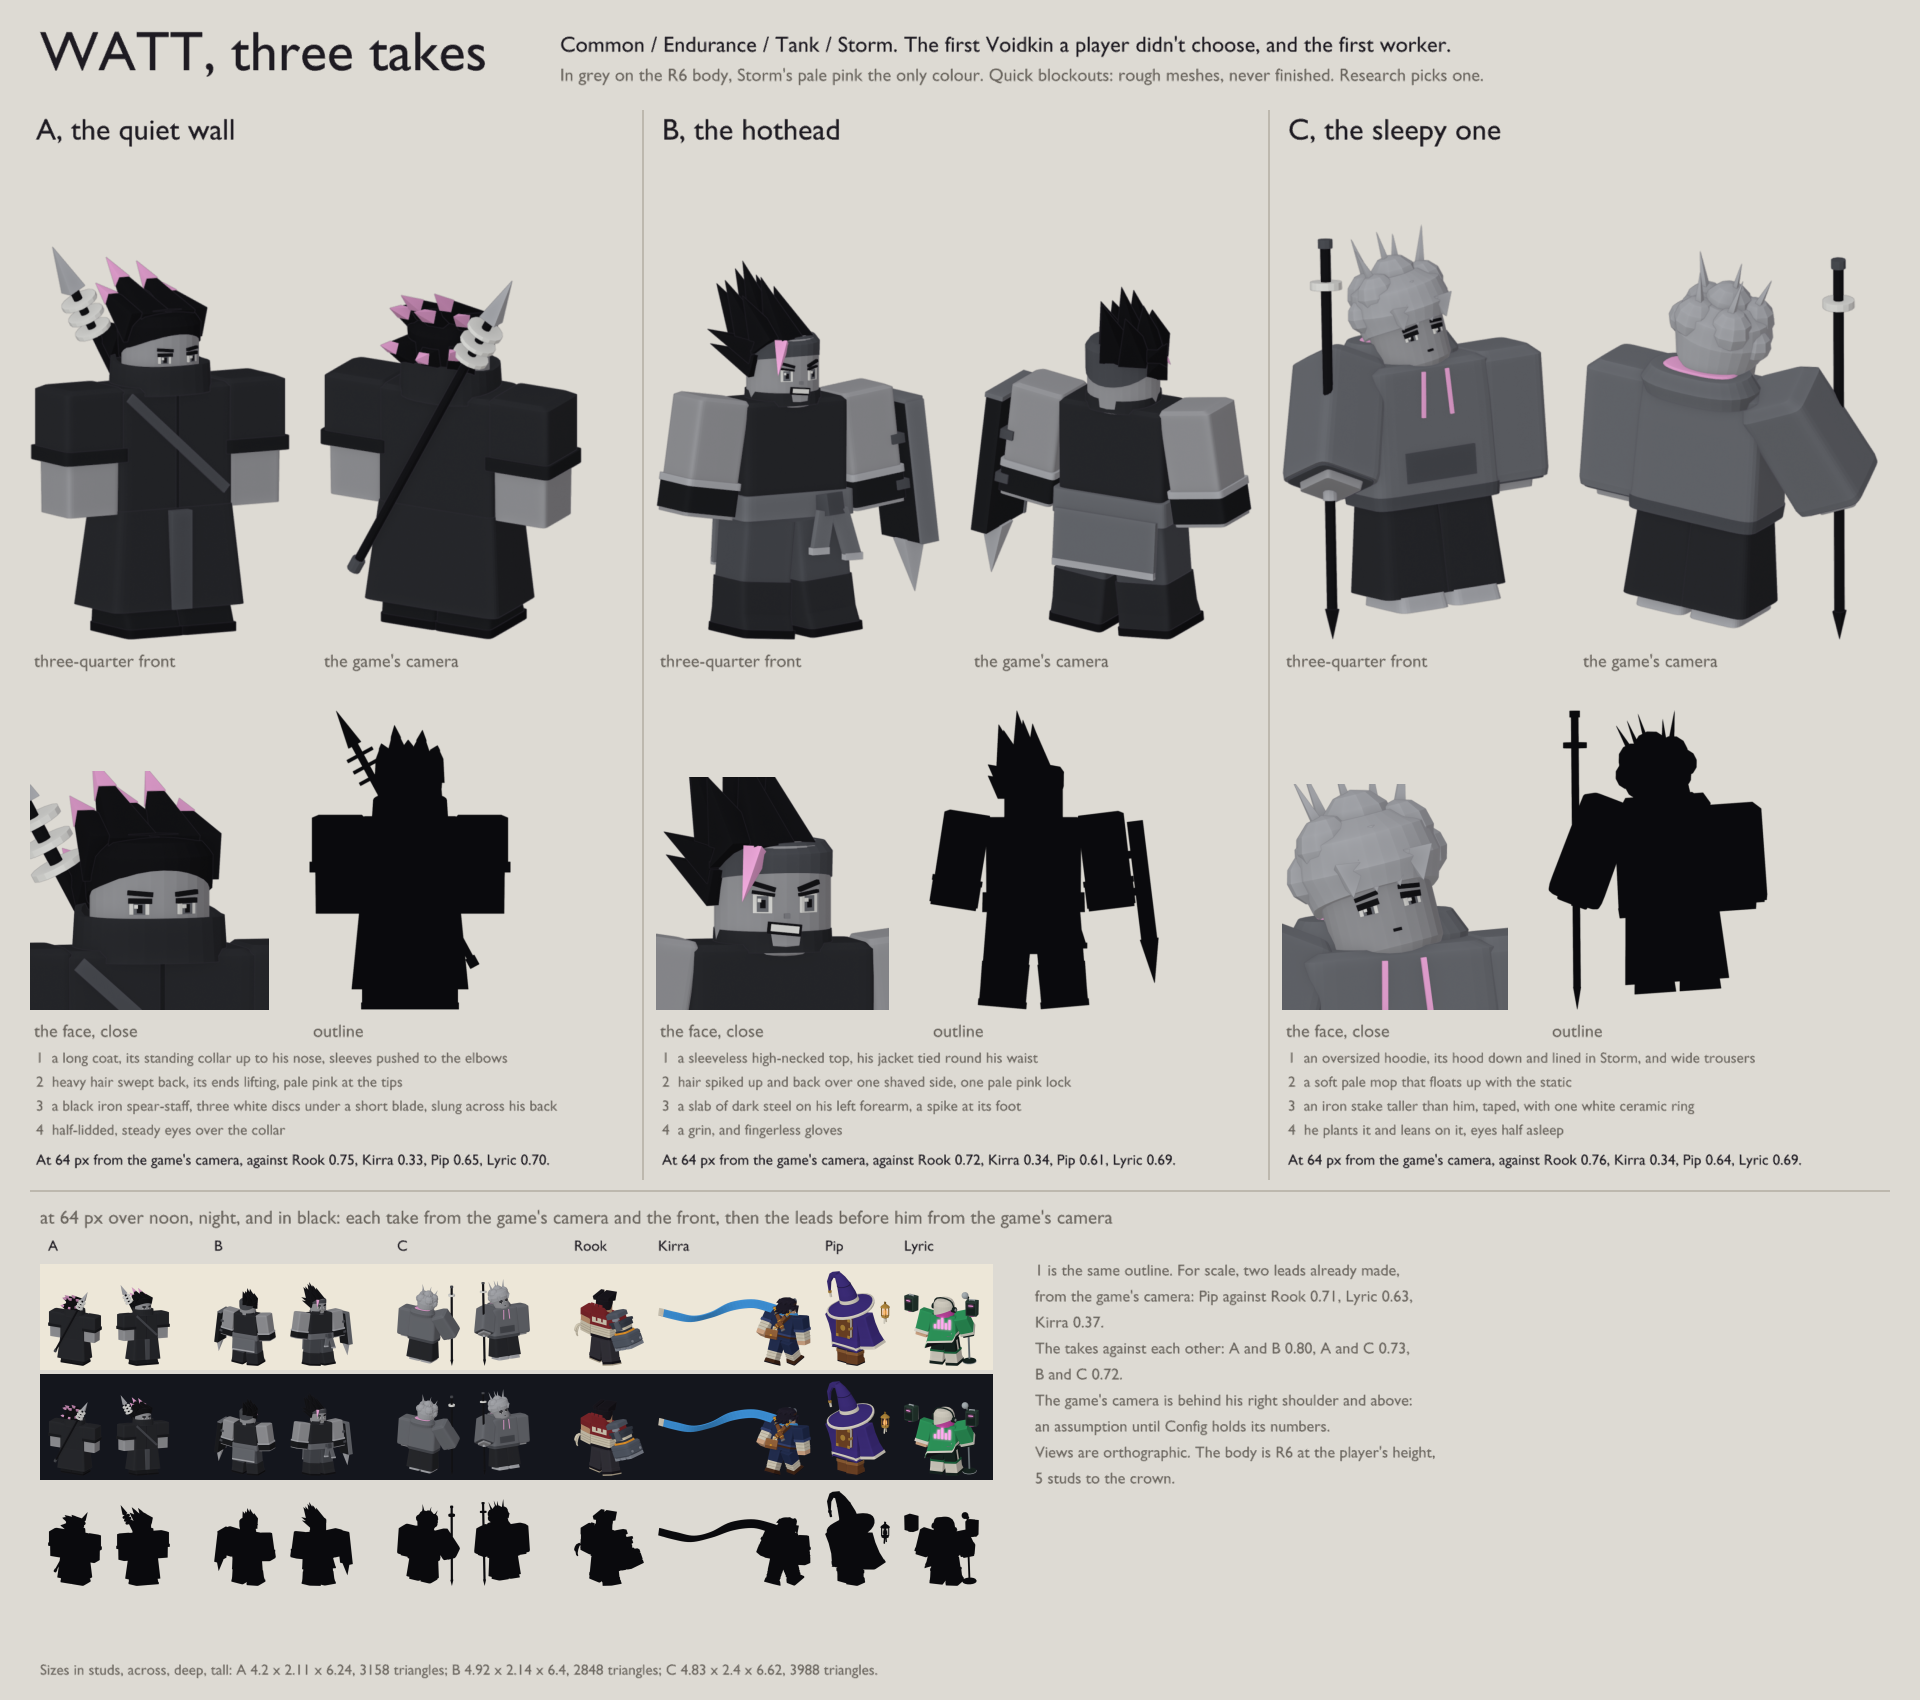 WATT, three takes
Common / Endurance / Tank / Storm. The first Voidkin a player didn't choose, and the first worker.
In grey on the R6 body, Storm's pale pink the only colour. Quick blockouts: rough meshes, never finished. Research picks one.
A, the quiet wall
three-quarter front
the game's camera
the face, close
outline
1 a long coat, its standing collar up to his nose, sleeves pushed to the elbows
2 heavy hair swept back, its ends lifting, pale pink at the tips
3 a black iron spear-staff, three white discs under a short blade, slung across his back
4 half-lidded, steady eyes over the collar
At 64 px from the game's camera, against Rook 0.75, Kirra 0.33, Pip 0.65, Lyric 0.70.
B, the hothead
three-quarter front
the game's camera
the face, close
outline
1 a sleeveless high-necked top, his jacket tied round his waist
2 hair spiked up and back over one shaved side, one pale pink lock
3 a slab of dark steel on his left forearm, a spike at its foot
4 a grin, and fingerless gloves
At 64 px from the game's camera, against Rook 0.72, Kirra 0.34, Pip 0.61, Lyric 0.69.
C, the sleepy one
three-quarter front
the game's camera
the face, close
outline
1 an oversized hoodie, its hood down and lined in Storm, and wide trousers
2 a soft pale mop that floats up with the static
3 an iron stake taller than him, taped, with one white ceramic ring
4 he plants it and leans on it, eyes half asleep
At 64 px from the game's camera, against Rook 0.76, Kirra 0.34, Pip 0.64, Lyric 0.69.
at 64 px over noon, night, and in black: each take from the game's camera and the front, then the leads before him from the game's camera
A B C Rook Kirra Pip Lyric
1 is the same outline. For scale, two leads already made,
from the game's camera: Pip against Rook 0.71, Lyric 0.63,
Kirra 0.37.
The takes against each other: A and B 0.80, A and C 0.73,
B and C 0.72.
The game's camera is behind his right shoulder and above:
an assumption until Config holds its numbers.
Views are orthographic. The body is R6 at the player's height,
5 studs to the crown.
Sizes in studs, across, deep, tall: A 4.2 x 2.11 x 6.24, 3158 triangles; B 4.92 x 2.14 x 6.4, 2848 triangles; C 4.83 x 2.4 x 6.62, 3988 triangles.